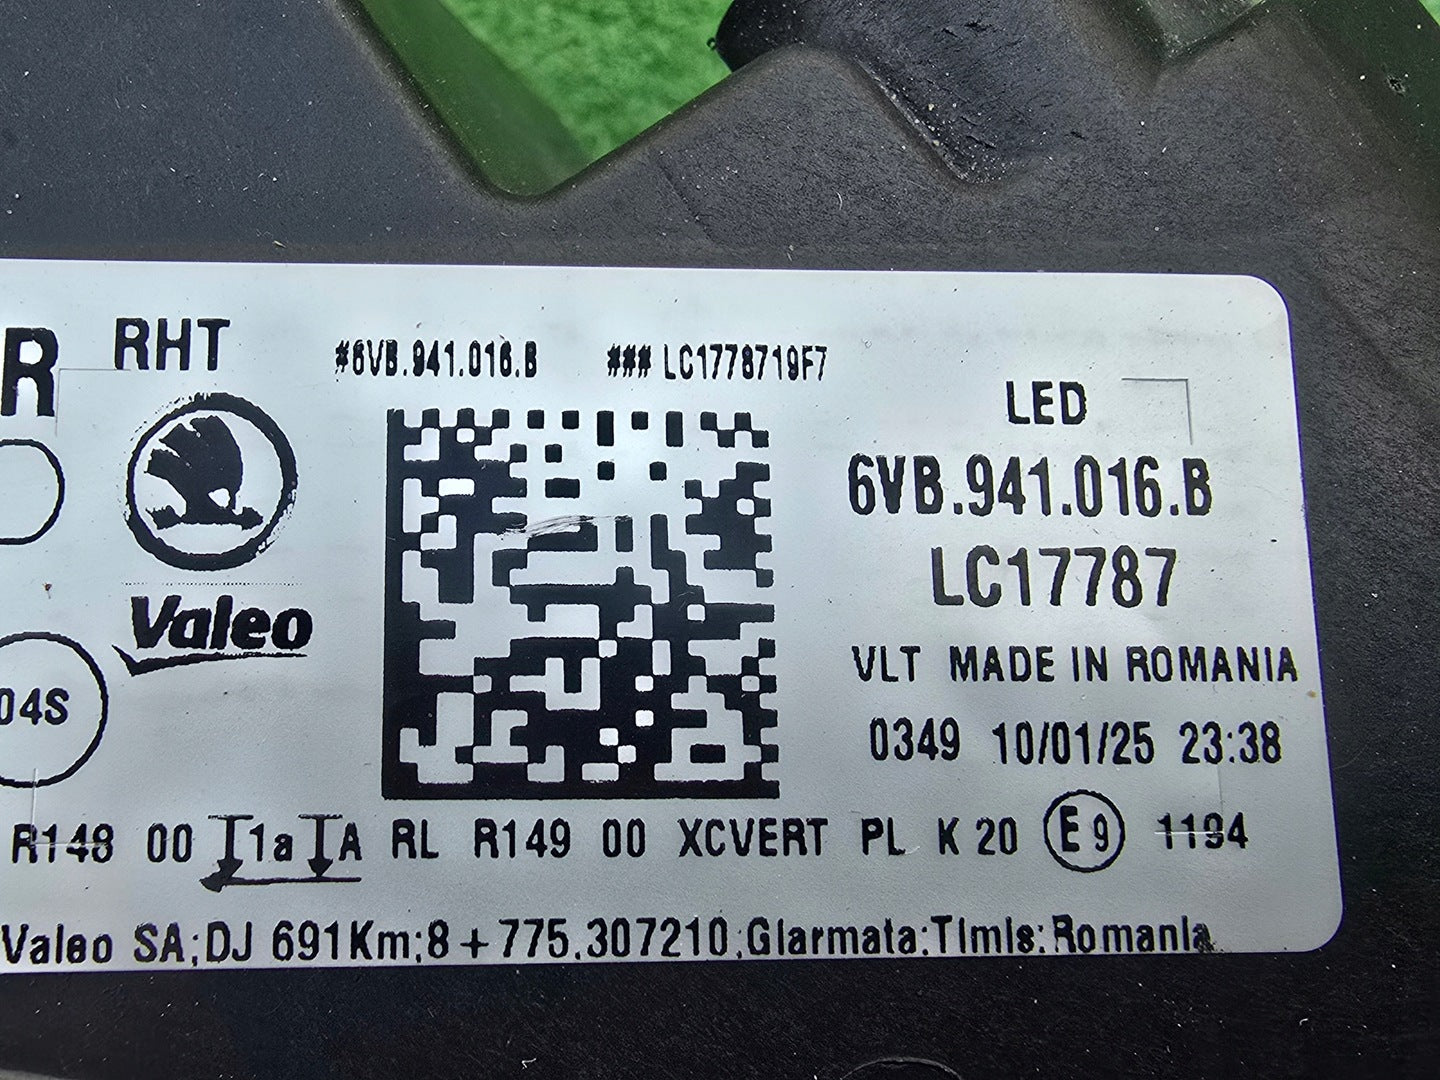 R RHT
#6VB.941.016.B ### LC1778719F7
LED
6VB.941.016.B
LC17787
Valeo
VLT MADE IN ROMANIA
04S
0349 10/01/25 23:38
R148 00 1a A RL R149 00 XCVERT PL K 20 E9 1194
Valeo SA;DJ 691Km;8+775.307210;Giarmata;Timis;Romania